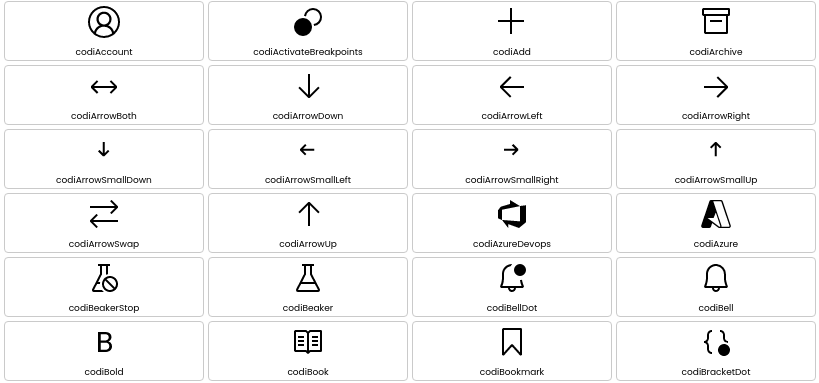 codiAccount
codiActivateBreakpoints
codiAdd
codiArchive
codiArrowBoth
codiArrowDown
codiArrowLeft
codiArrowRight
codiArrowSmallDown
codiArrowSmallLeft
codiArrowSmallRight
codiArrowSmallUp
codiArrowSwap
codiArrowUp
codiAzureDevops
codiAzure
codiBeakerStop
codiBeaker
codiBellDot
codiBell
B
codiBold
codiBook
codiBookmark
codiBracketDot